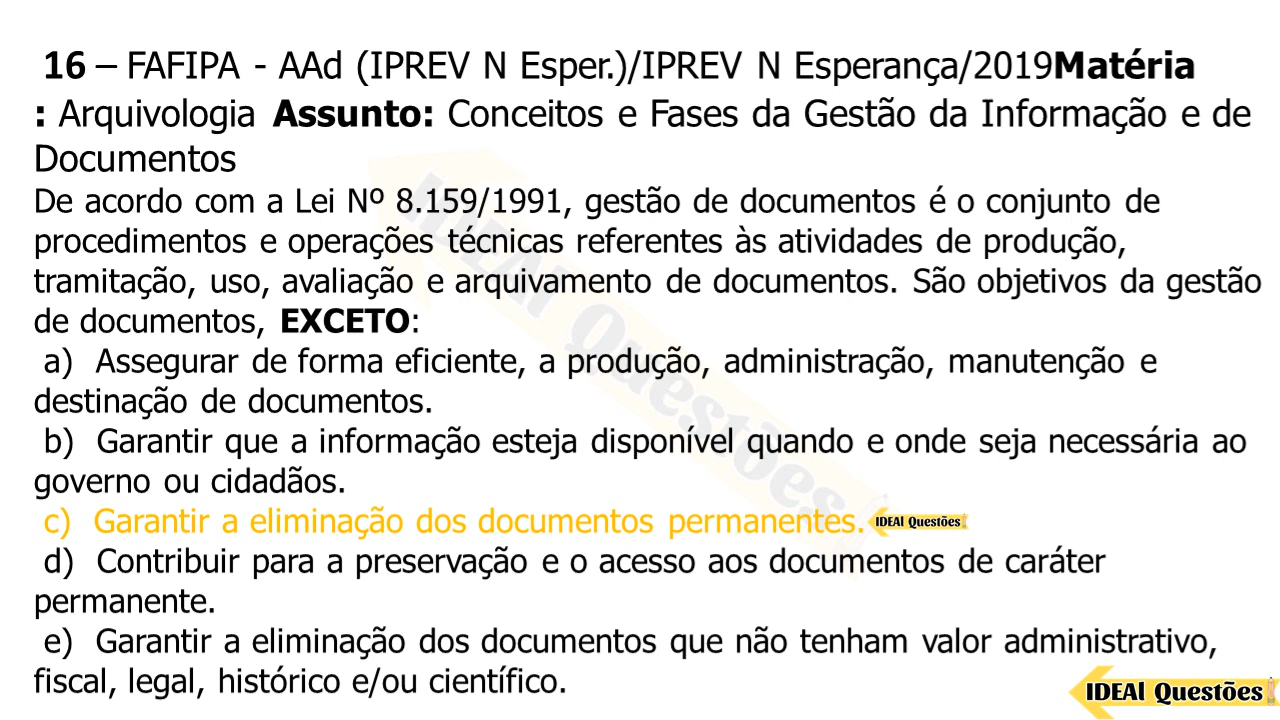 16 – FAFIPA - AAd (IPREV N Esper.)/IPREV N Esperança/2019Matéria
: Arquivologia Assunto: Conceitos e Fases da Gestão da Informação e de
Documentos
De acordo com a Lei Nº 8.159/1991, gestão de documentos é o conjunto de
procedimentos e operações técnicas referentes às atividades de produção,
tramitação, uso, avaliação e arquivamento de documentos. São objetivos da gestão
de documentos, EXCETO:
a) Assegurar de forma eficiente, a produção, administração, manutenção e
destinação de documentos.
b) Garantir que a informação esteja disponível quando e onde seja necessária ao
governo ou cidadãos.
c) Garantir a eliminação dos documentos permanentes. IDEAl Questões
d) Contribuir para a preservação e o acesso aos documentos de caráter
permanente.
e) Garantir a eliminação dos documentos que não tenham valor administrativo,
fiscal, legal, histórico e/ou científico.
IDEAl Questões
IDEAl Questões